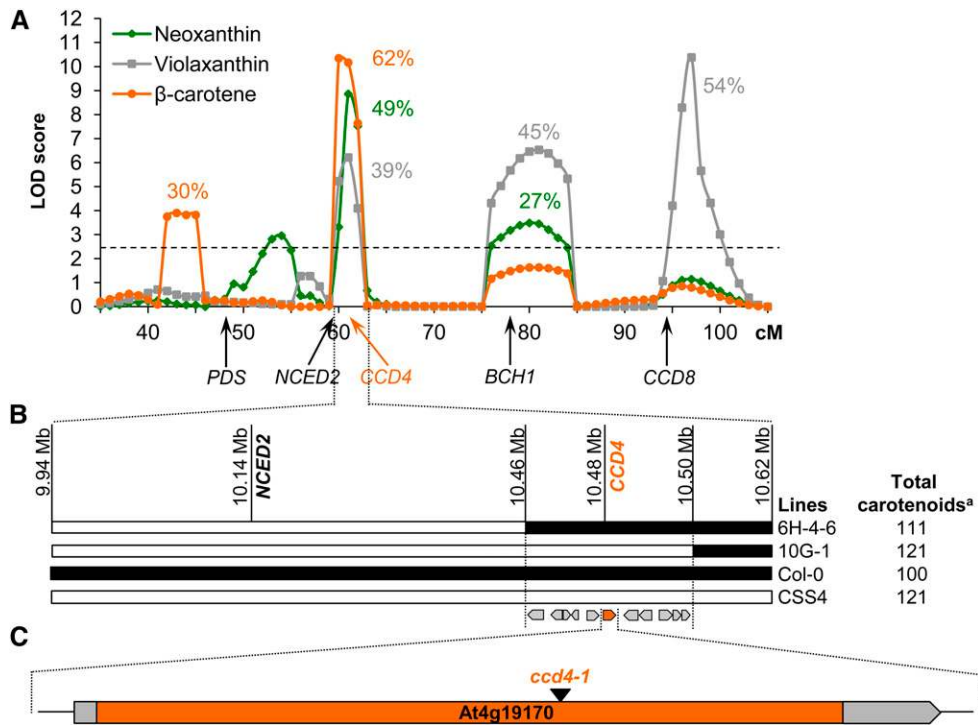 A
LOD score
12
11
10
9
8
7
6
5
4
3
2
1
0
Neoxanthin
Violaxanthin
β-carotene
30%
62%
49%
39%
45%
27%
54%
40 50 60 70 80 90 100 cM
PDS NCED2 CCD4 BCH1 CCD8
B
9.94 Mb
10.14 Mb
NCED2
10.46 Mb
10.48 Mb
CCD4
10.50 Mb
10.62 Mb
Lines
Total
carotenoidsᵃ
6H-4-6 111
10G-1 121
Col-0 100
CSS4 121
C
ccd4-1
At4g19170